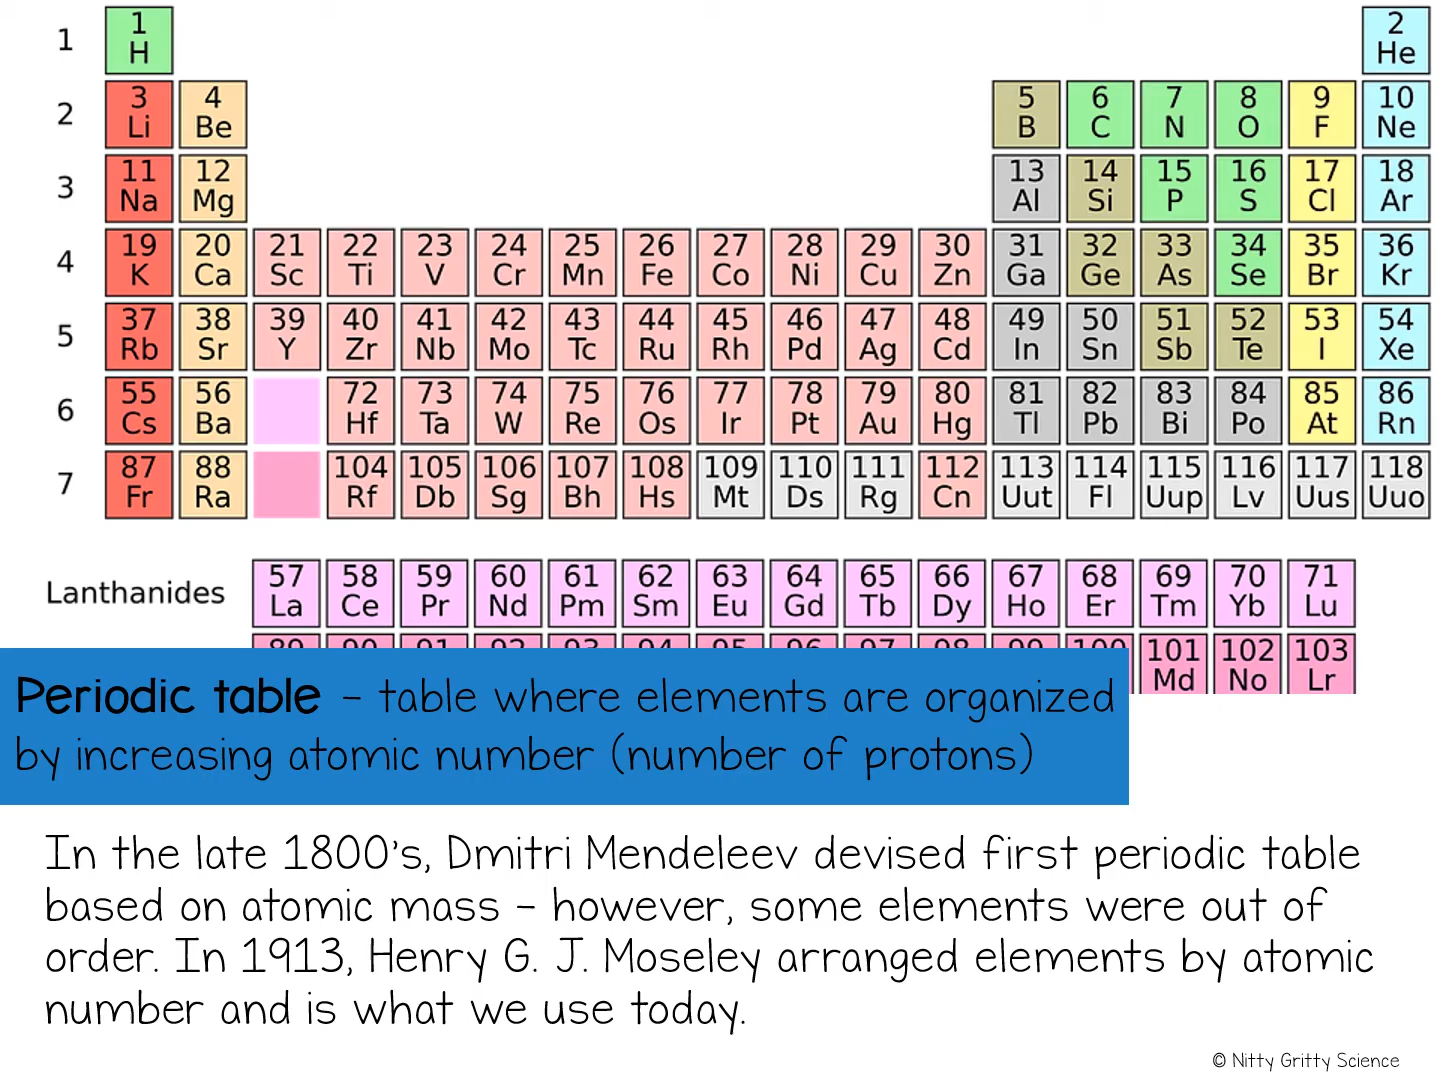 1 1 H 2 He
2 3 Li 4 Be 5 B 6 C 7 N 8 O 9 F 10 Ne
3 11 Na 12 Mg 13 Al 14 Si 15 P 16 S 17 Cl 18 Ar
4 19 K 20 Ca 21 Sc 22 Ti 23 V 24 Cr 25 Mn 26 Fe 27 Co 28 Ni 29 Cu 30 Zn 31 Ga 32 Ge 33 As 34 Se 35 Br 36 Kr
5 37 Rb 38 Sr 39 Y 40 Zr 41 Nb 42 Mo 43 Tc 44 Ru 45 Rh 46 Pd 47 Ag 48 Cd 49 In 50 Sn 51 Sb 52 Te 53 I 54 Xe
6 55 Cs 56 Ba 72 Hf 73 Ta 74 W 75 Re 76 Os 77 Ir 78 Pt 79 Au 80 Hg 81 Tl 82 Pb 83 Bi 84 Po 85 At 86 Rn
7 87 Fr 88 Ra 104 Rf 105 Db 106 Sg 107 Bh 108 Hs 109 Mt 110 Ds 111 Rg 112 Cn 113 Uut 114 Fl 115 Uup 116 Lv 117 Uus 118 Uuo
Lanthanides 57 La 58 Ce 59 Pr 60 Nd 61 Pm 62 Sm 63 Eu 64 Gd 65 Tb 66 Dy 67 Ho 68 Er 69 Tm 70 Yb 71 Lu
89 90 91 92 93 94 95 96 97 98 99 100 101 Md 102 No 103 Lr
Periodic table – table where elements are organized
by increasing atomic number (number of protons)
In the late 1800's, Dmitri Mendeleev devised first periodic table
based on atomic mass – however, some elements were out of
order. In 1913, Henry G. J. Moseley arranged elements by atomic
number and is what we use today.
© Nitty Gritty Science